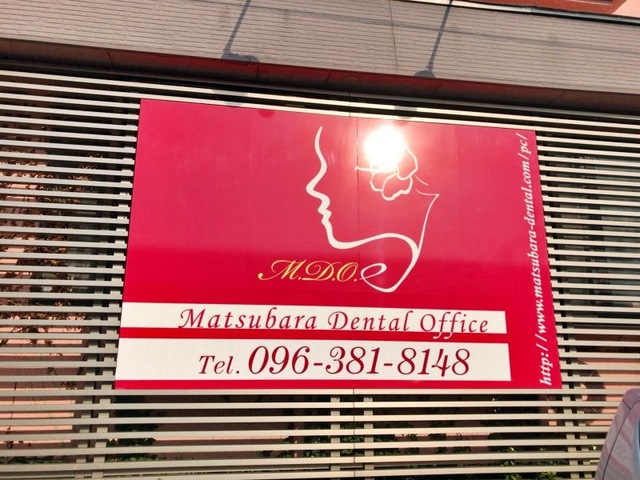 M.D.O.
Matsubara Dental Office
Tel. 096-381-8148
http://www.matsubara-dental.com/pc/